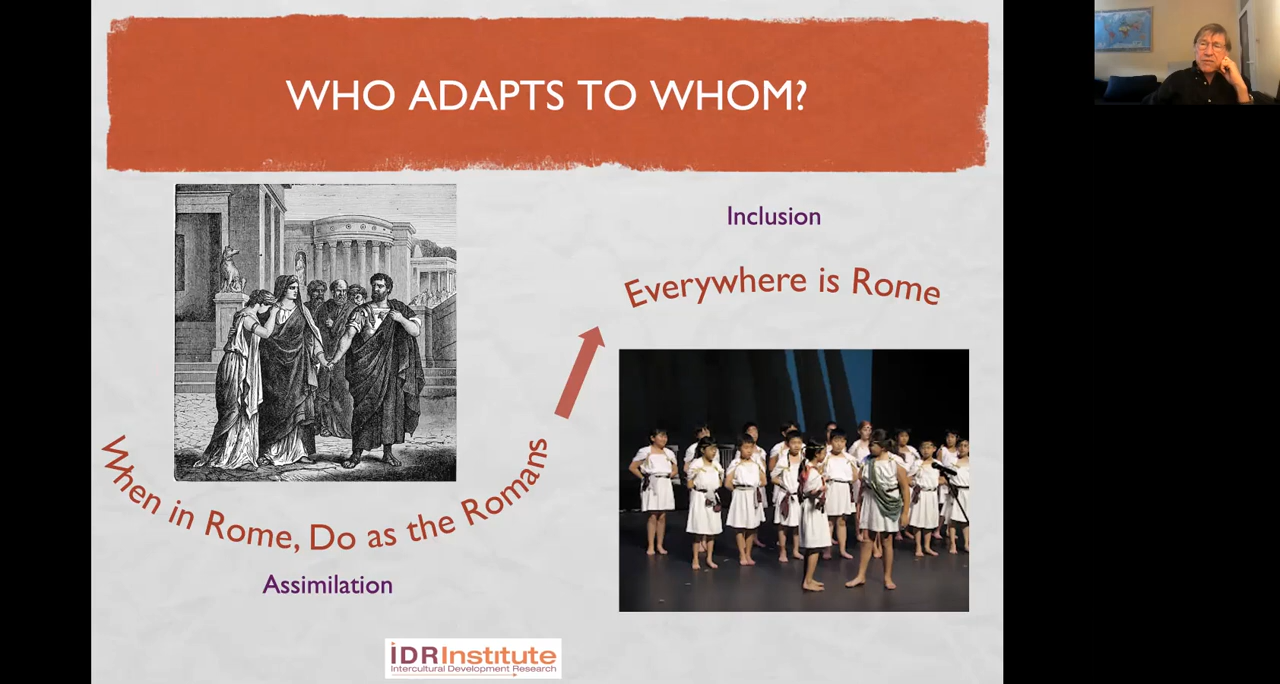 WHO ADAPTS TO WHOM?
When in Rome, Do as the Romans
Assimilation
Inclusion
Everywhere is Rome
iDRInstitute
Intercultural Development Research